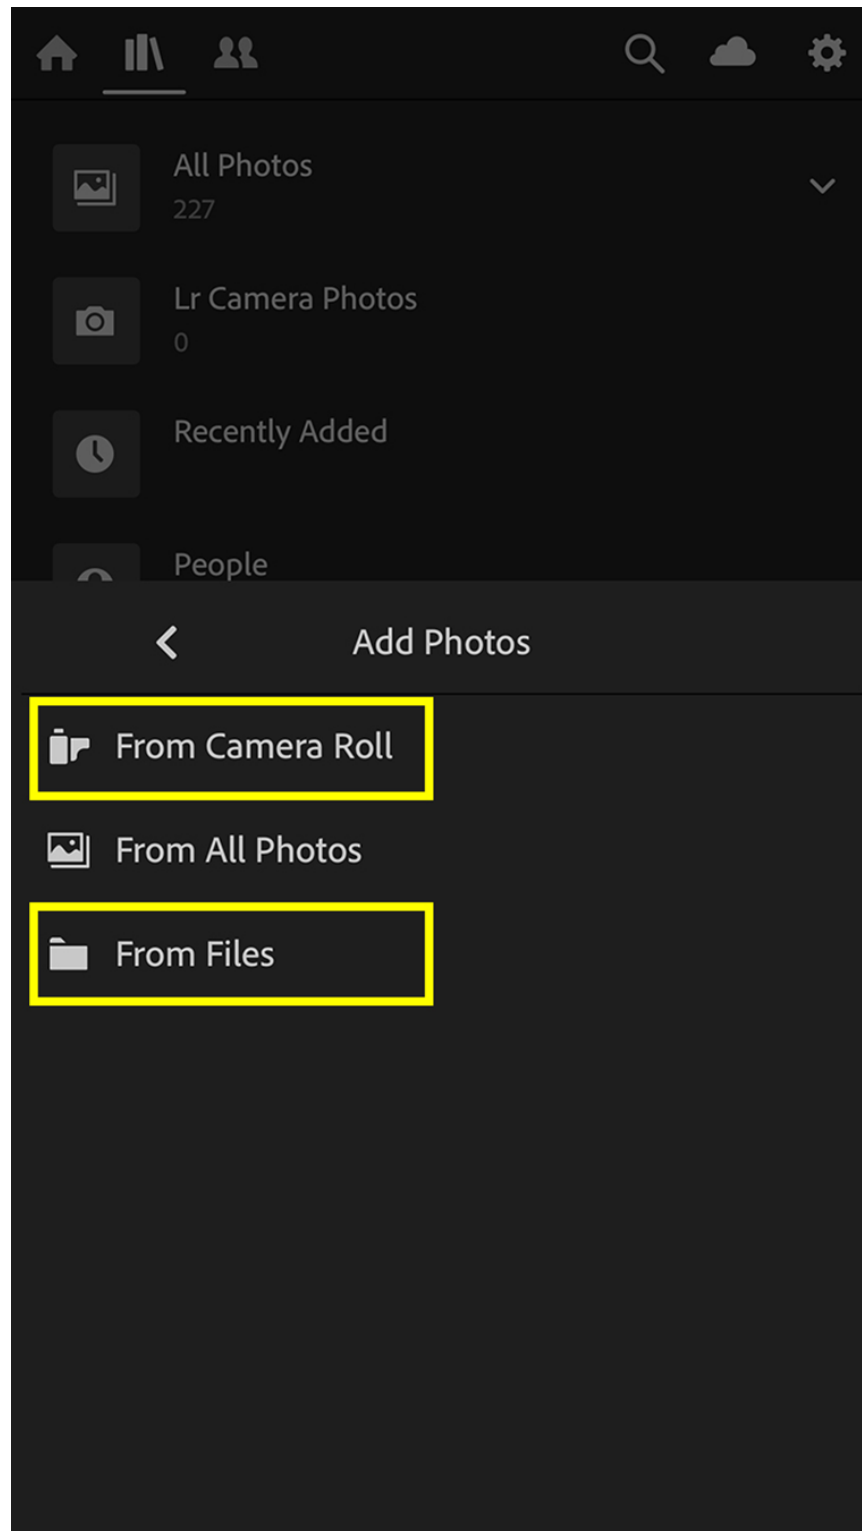 All Photos
227
Lr Camera Photos
0
Recently Added
People
Add Photos
From Camera Roll
From All Photos
From Files